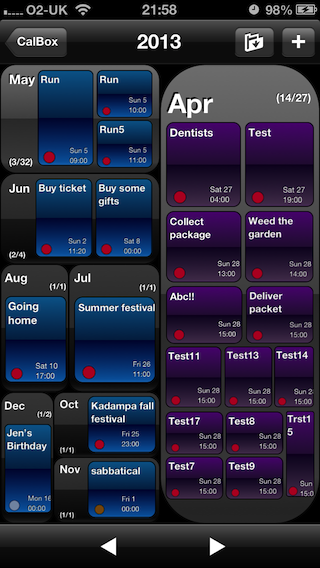 O2-UK 21:58 98%
CalBox 2013 +
May
Run
Sun 5
09:00
Run
Sun 5
10:00
Run5
Sun 5
11:00
(3/32)
Jun
Buy ticket
Sun 2
11:20
Buy some
gifts
Sat 8
00:00
(2/4)
Aug
(1/1)
Going
home
Sat 10
17:00
Jul
(1/1)
Summer festival
Fri 26
11:00
Dec
(1/2)
Jen's
Birthday
Mon 16
00:00
Oct
Kadampa fall
festival
Fri 25
23:00
(1/1)
Nov
sabbatical
Fri 1
00:00
(1/1)
Apr
(14/27)
Dentists
Sat 27
04:00
Test
Sat 27
19:00
Collect
package
Sun 28
13:00
Weed the
garden
Sun 28
14:00
Abc!!
Sun 28
15:00
Deliver
packet
Sun 28
15:00
Test11
Sun 28
15:00
Test13
Sun 28
15:00
Test14
Sun 28
15:00
Test17
Sun 28
15:00
Test8
Sun 28
15:00
Trst1
5
Sun 28
15:00
Test7
Sun 28
15:00
Test9
Sun 28
15:00